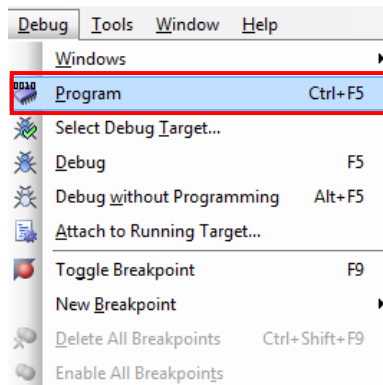 Debug Tools Window Help
Windows
0010
Program Ctrl+F5
Select Debug Target...
Debug F5
Debug without Programming Alt+F5
Attach to Running Target...
Toggle Breakpoint F9
New Breakpoint
Delete All Breakpoints Ctrl+Shift+F9
Enable All Breakpoints